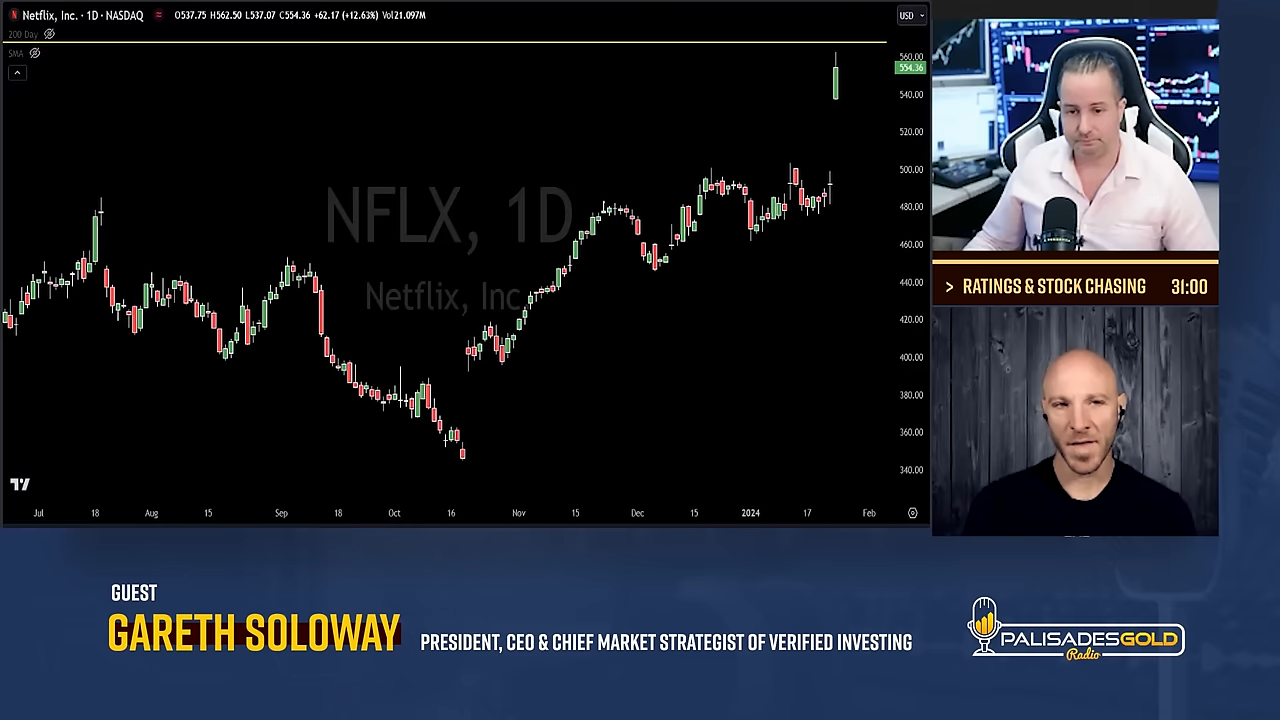 Netflix, Inc. · 1D · NASDAQ O537.75 H562.50 L537.07 C554.36 +62.17 (+12.63%) Vol21.097M
USD
200 Day
SMA
560.00
554.36
540.00
520.00
500.00
480.00
460.00
440.00
420.00
400.00
380.00
360.00
340.00
NFLX, 1D
Netflix, Inc
Jul 18 Aug 15 Sep 18 Oct 16 Nov 15 Dec 15 2024 17 Feb
> RATINGS & STOCK CHASING 31:00
GUEST
GARETH SOLOWAY PRESIDENT, CEO & CHIEF MARKET STRATEGIST OF VERIFIED INVESTING
PALISADESGOLD
Radio